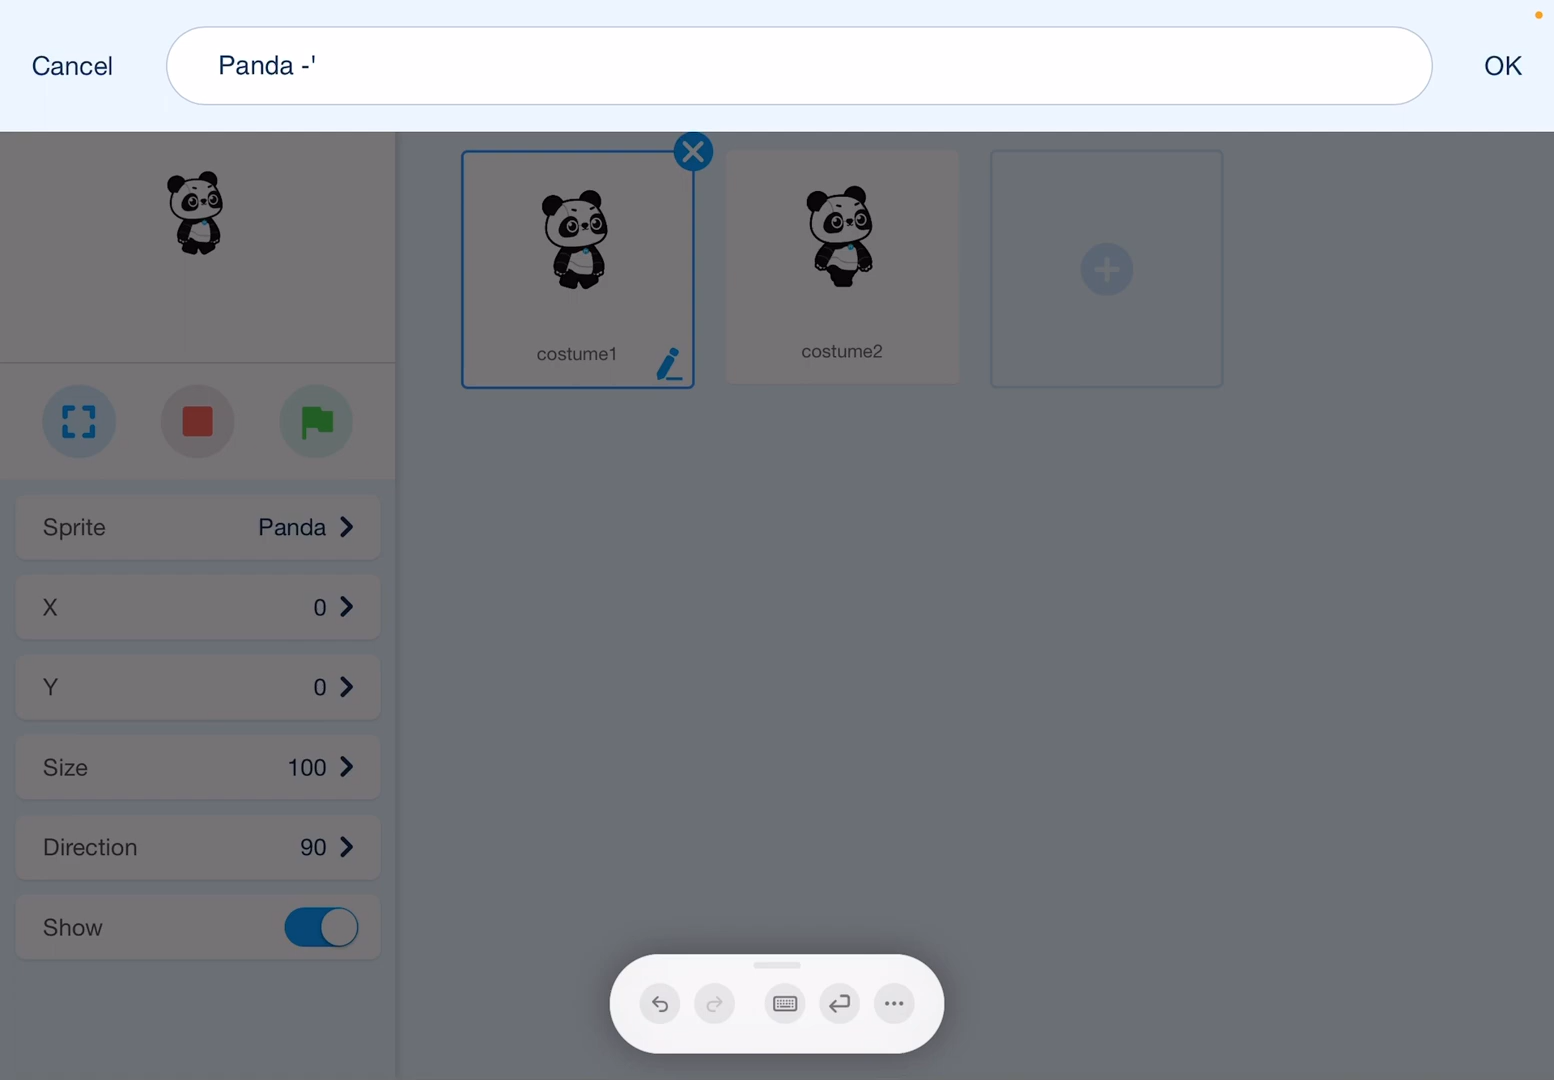 Cancel
Panda -'
OK
costume1
costume2
Sprite Panda
X 0
Y 0
Size 100
Direction 90
Show